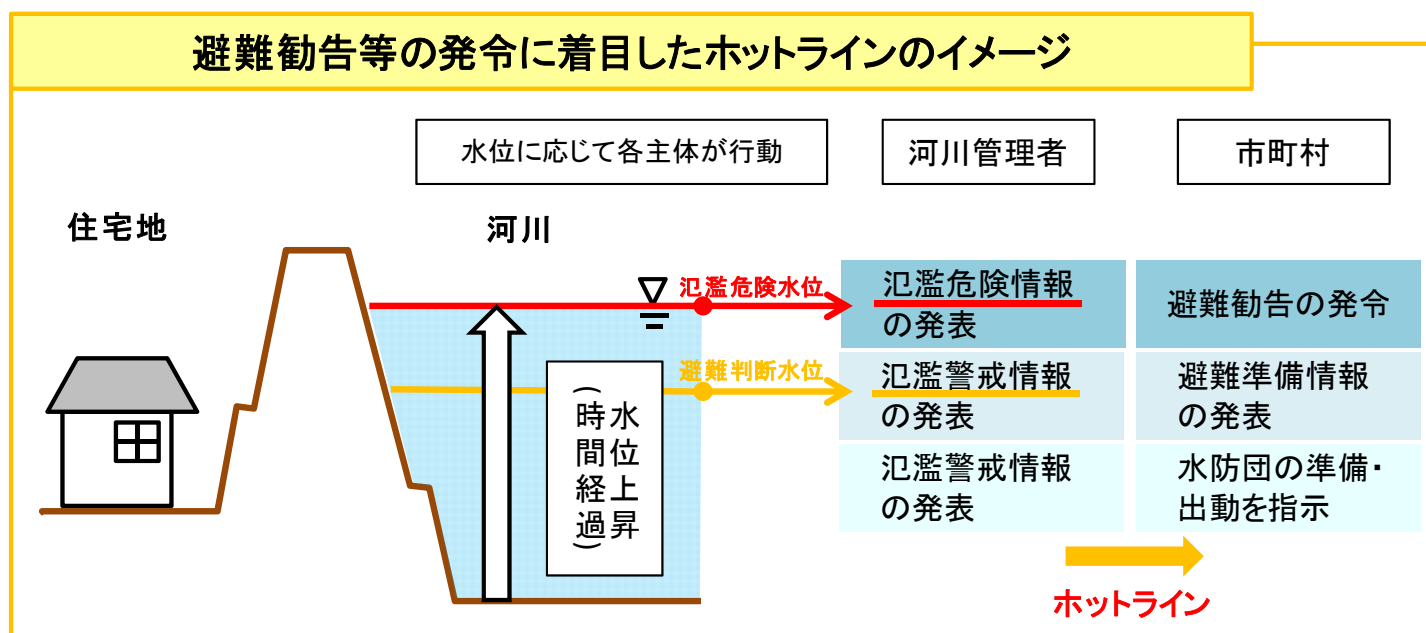 避難勧告等の発令に着目したホットラインのイメージ
水位に応じて各主体が行動
河川管理者
市町村
住宅地
河川
氾濫危険水位
氾濫危険情報
の発表
避難勧告の発令
避難判断水位
氾濫警戒情報
の発表
避難準備情報
の発表
水位上昇
(時間経過)
氾濫警戒情報
の発表
水防団の準備・
出動を指示
ホットライン